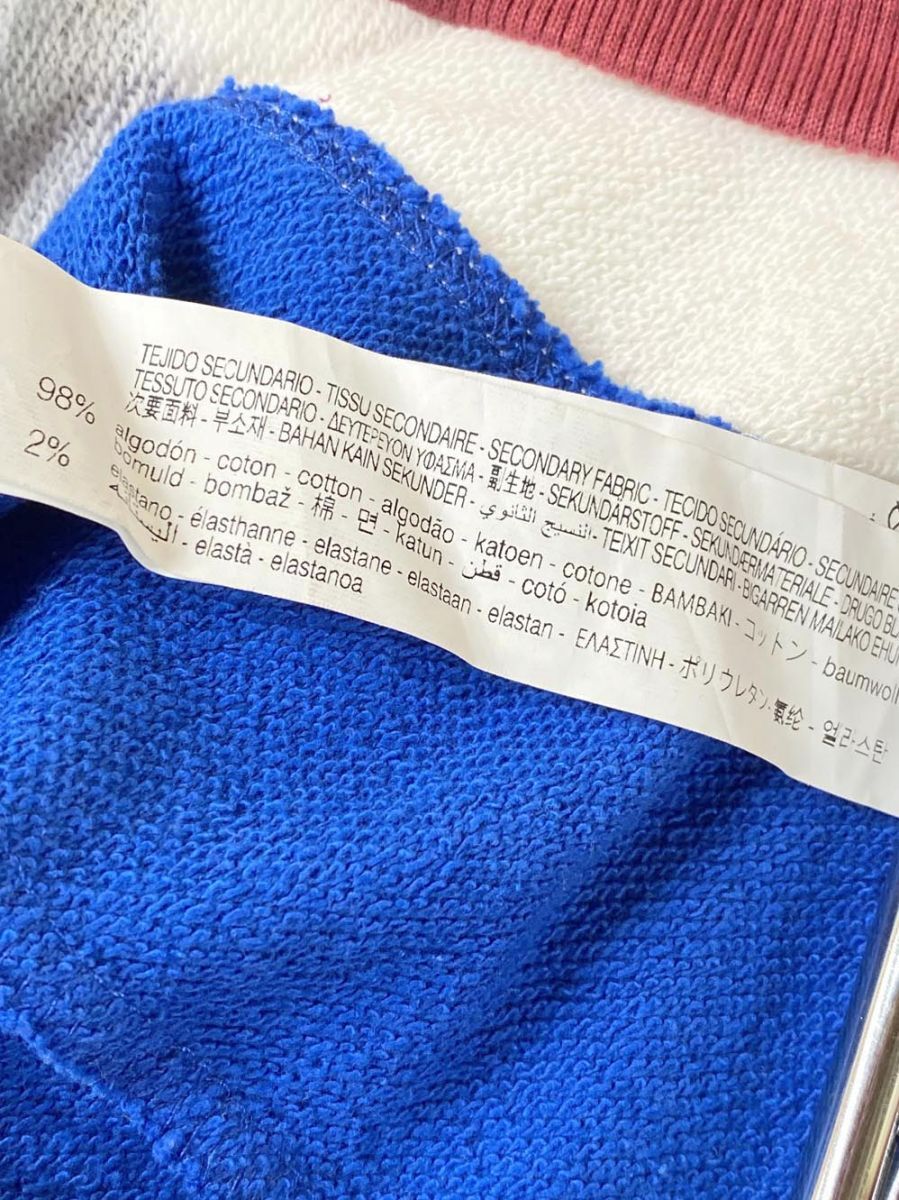 TEJIDO SECUNDARIO - TISSU SECONDAIRE - SECONDARY FABRIC - TECIDO SECUNDÁRIO - SECUNDAIRE
TESSUTO SECONDARIO - ΔΕΥΤΕΡΕΥΟΝ ΥΦΑΣΜΑ - 副生地 - SEKUNDÄRSTOFF - SEKUNDÆRMATERIALE - DRUGO
次要面料 - 부소재 - BAHAN KAIN SEKUNDER - النسيج الثانوي - TEIXIT SECUNDARI - BIGARREN MAILAKO
98% algodón - coton - cotton - algodão - katoen - cotone - BAMBAKI - コットン - baumwoll
bomuld - bombaž - 棉 - 면 - katun - قطن - cotó - kotoia
2% elastano - élasthanne - elastane - elastaan - elastan - ΕΛΑΣΤΙΝΗ - ポリウレタン - 氨纶 - 엘라스탄
- elastà - elastanoa